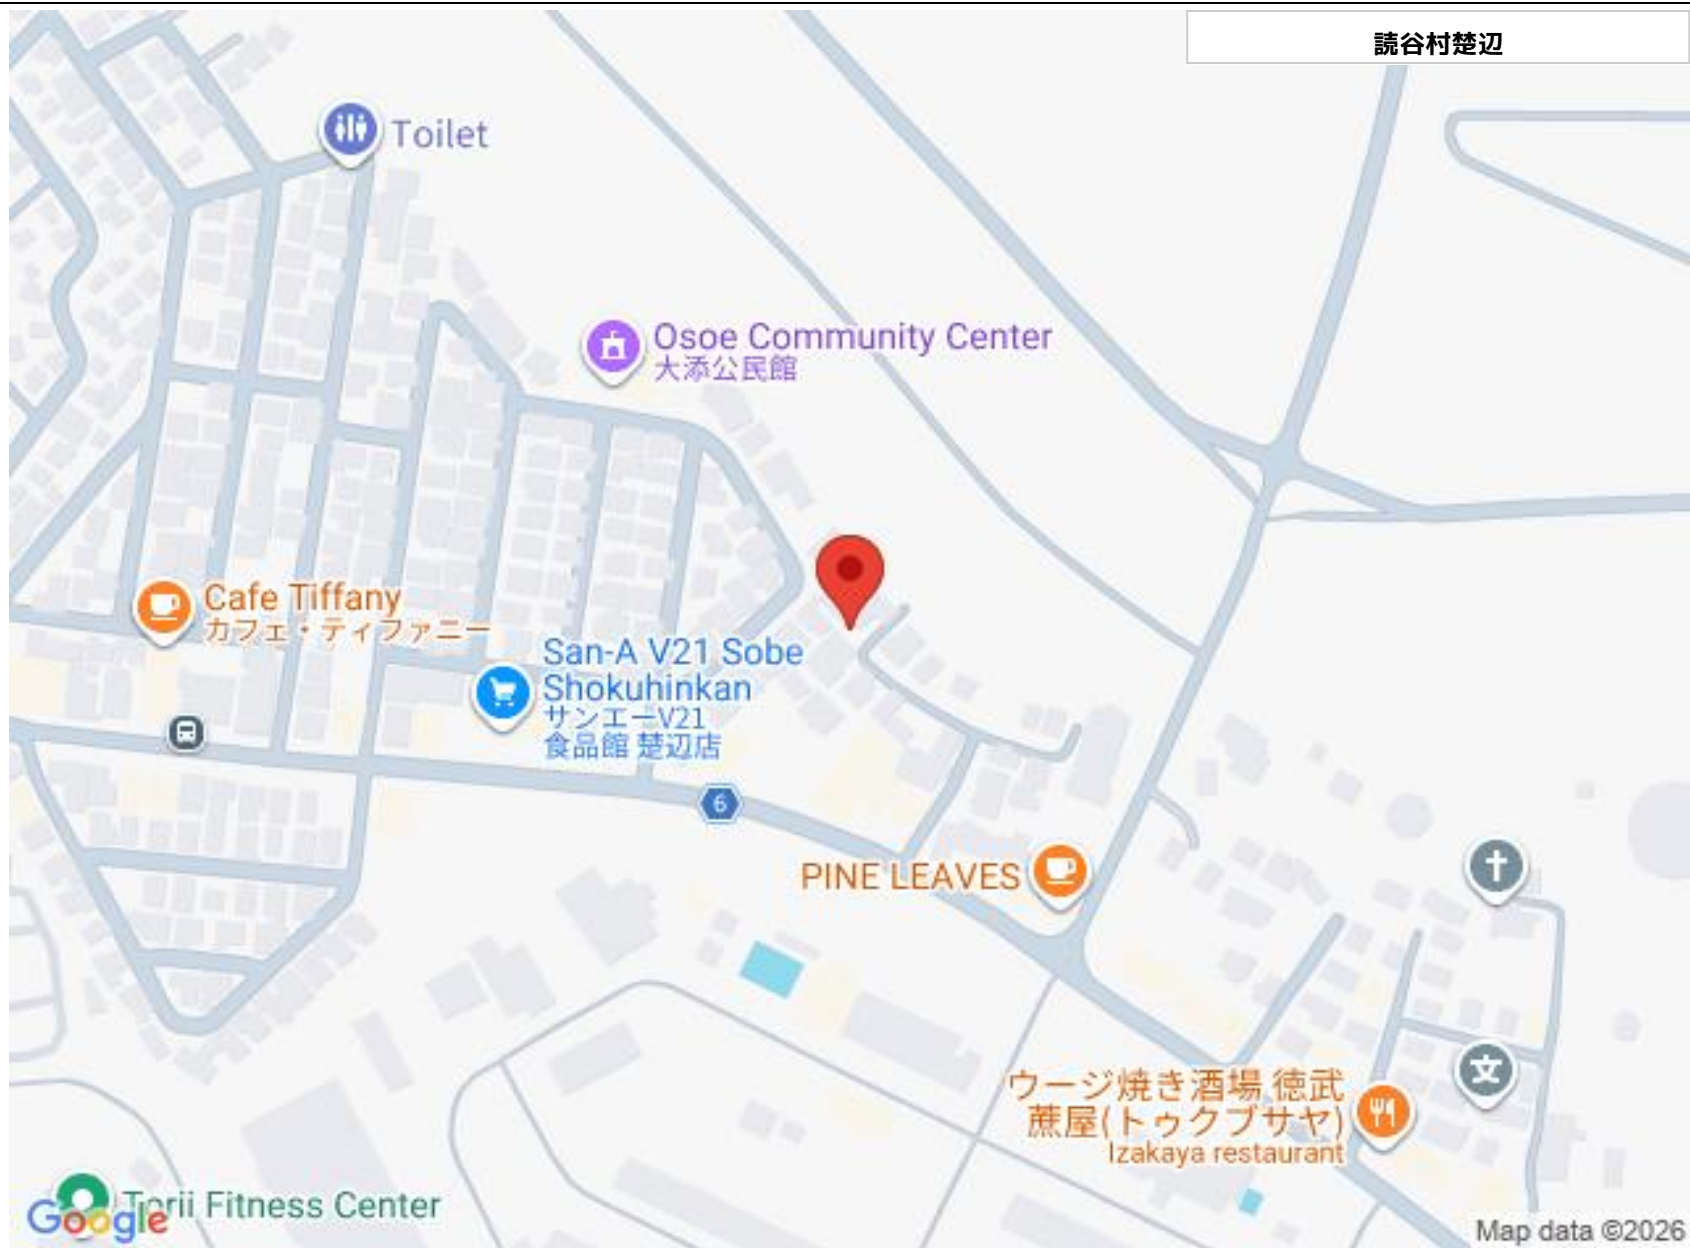 読谷村楚辺
Toilet
Osoe Community Center
大添公民館
Cafe Tiffany
カフェ・ティファニー
San-A V21 Sobe
Shokuhinkan
サンエーV21
食品館 楚辺店
6
PINE LEAVES
文
ウージ焼き酒場 徳武
蔗屋(トゥクブサヤ)
Izakaya restaurant
Torii Fitness Center
Google
Map data ©2026